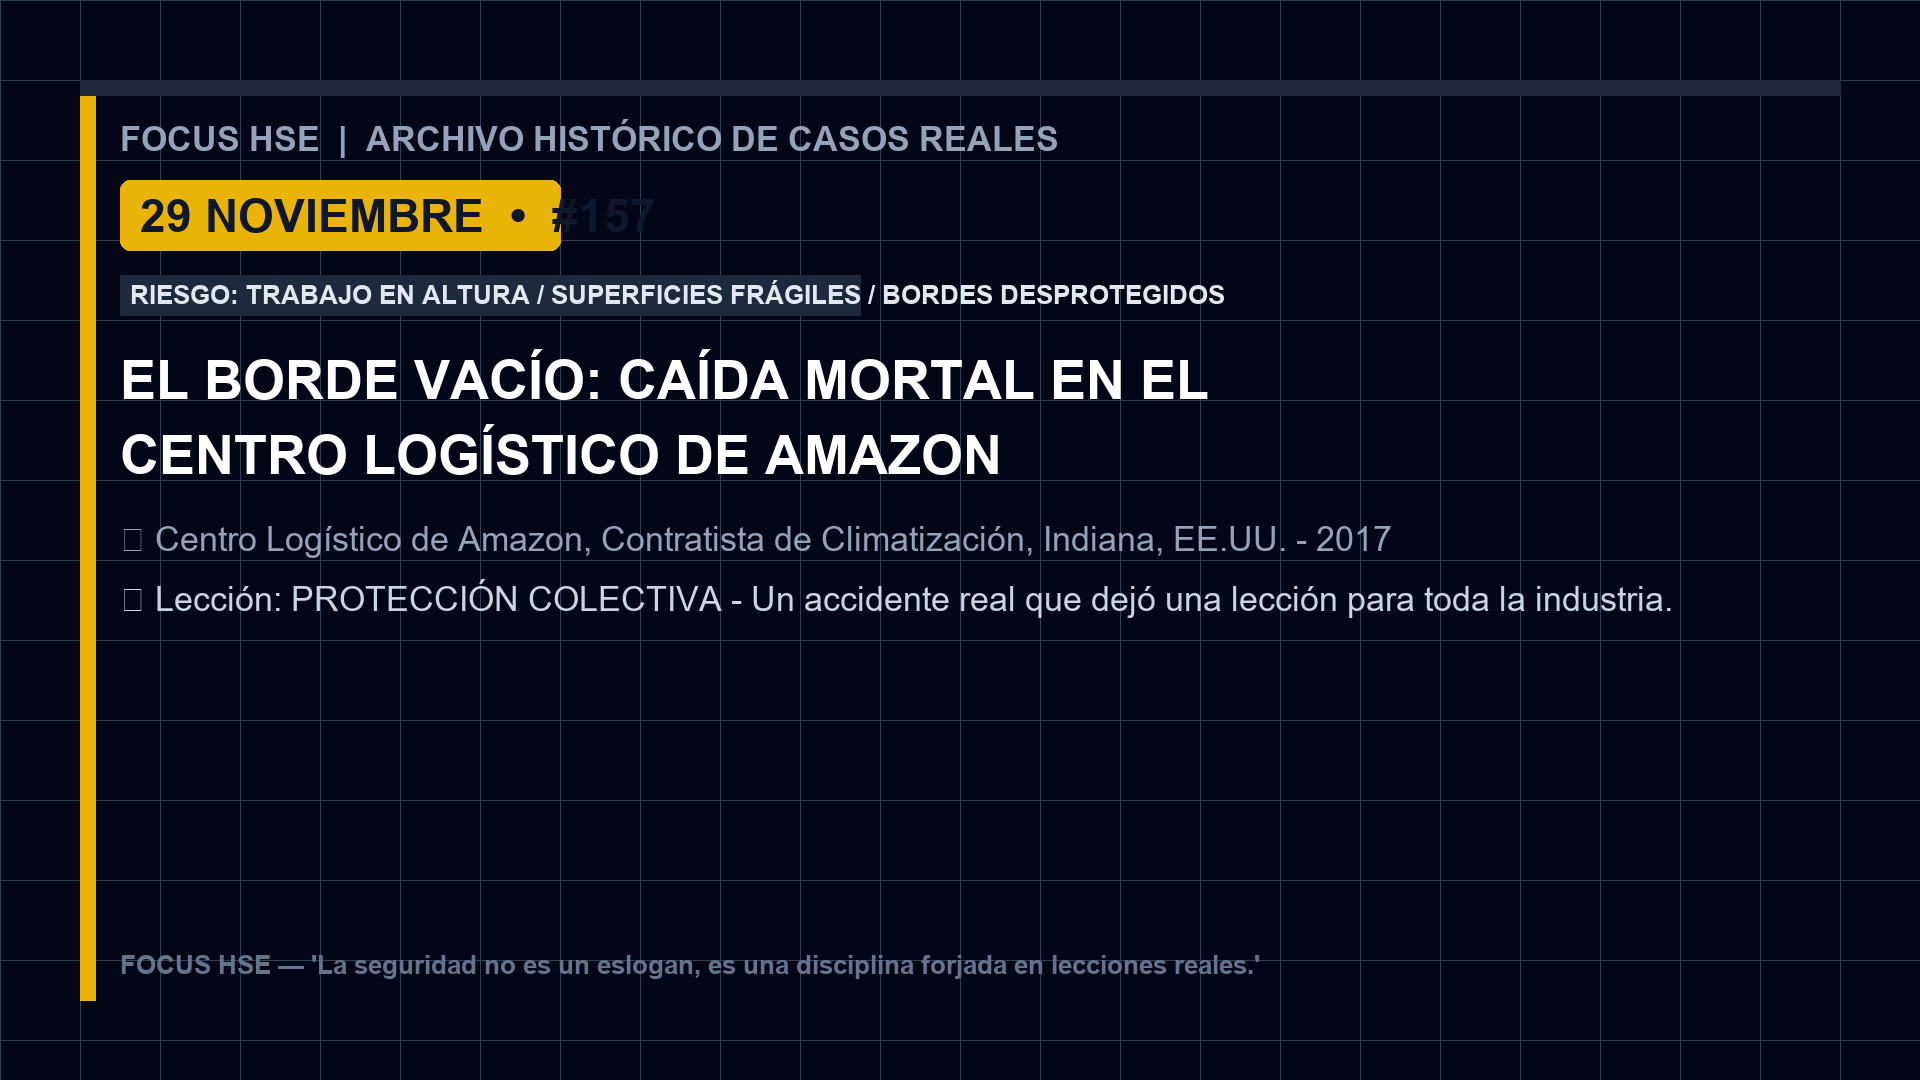 FOCUS HSE | ARCHIVO HISTÓRICO DE CASOS REALES
29 NOVIEMBRE • #157
RIESGO: TRABAJO EN ALTURA / SUPERFICIES FRÁGILES / BORDES DESPROTEGIDOS
EL BORDE VACÍO: CAÍDA MORTAL EN EL
CENTRO LOGÍSTICO DE AMAZON
Centro Logístico de Amazon, Contratista de Climatización, Indiana, EE.UU. - 2017
Lección: PROTECCIÓN COLECTIVA - Un accidente real que dejó una lección para toda la industria.
FOCUS HSE — 'La seguridad no es un eslogan, es una disciplina forjada en lecciones reales.'